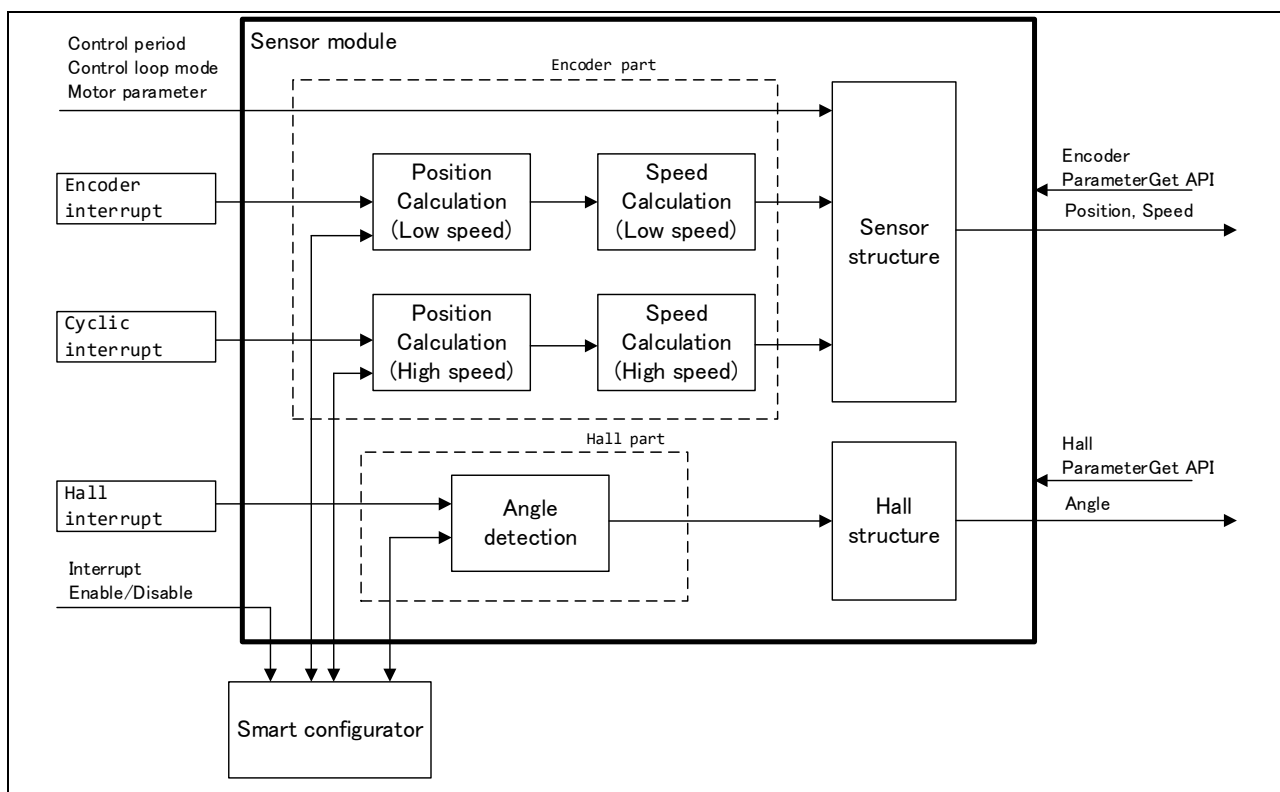 Control period
Control loop mode
Motor parameter
Sensor module
Encoder part
Encoder
interrupt
Position
Calculation
(Low speed)
Speed
Calculation
(Low speed)
Sensor
structure
Encoder
ParameterGet API
Position, Speed
Cyclic
interrupt
Position
Calculation
(High speed)
Speed
Calculation
(High speed)
Hall part
Hall
interrupt
Angle
detection
Hall
structure
Hall
ParameterGet API
Angle
Interrupt
Enable/Disable
Smart configurator